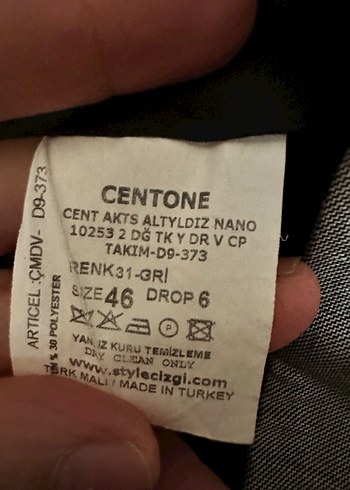 CENTONE
CENT AKTS ALTYLDIZ NANO
10253 2 DĞ TK Y DR V CP
TAKIM-D9-373
RENK31-GRİ
SIZE 46 DROP 6
P
YALNIZ KURU TEMİZLEME
DRY CLEAN ONLY
www.stylecizgi.com
TÜRK MALI / MADE IN TURKEY
ARTICEL :ÇMDV- D9-373
% 30 POLYESTER